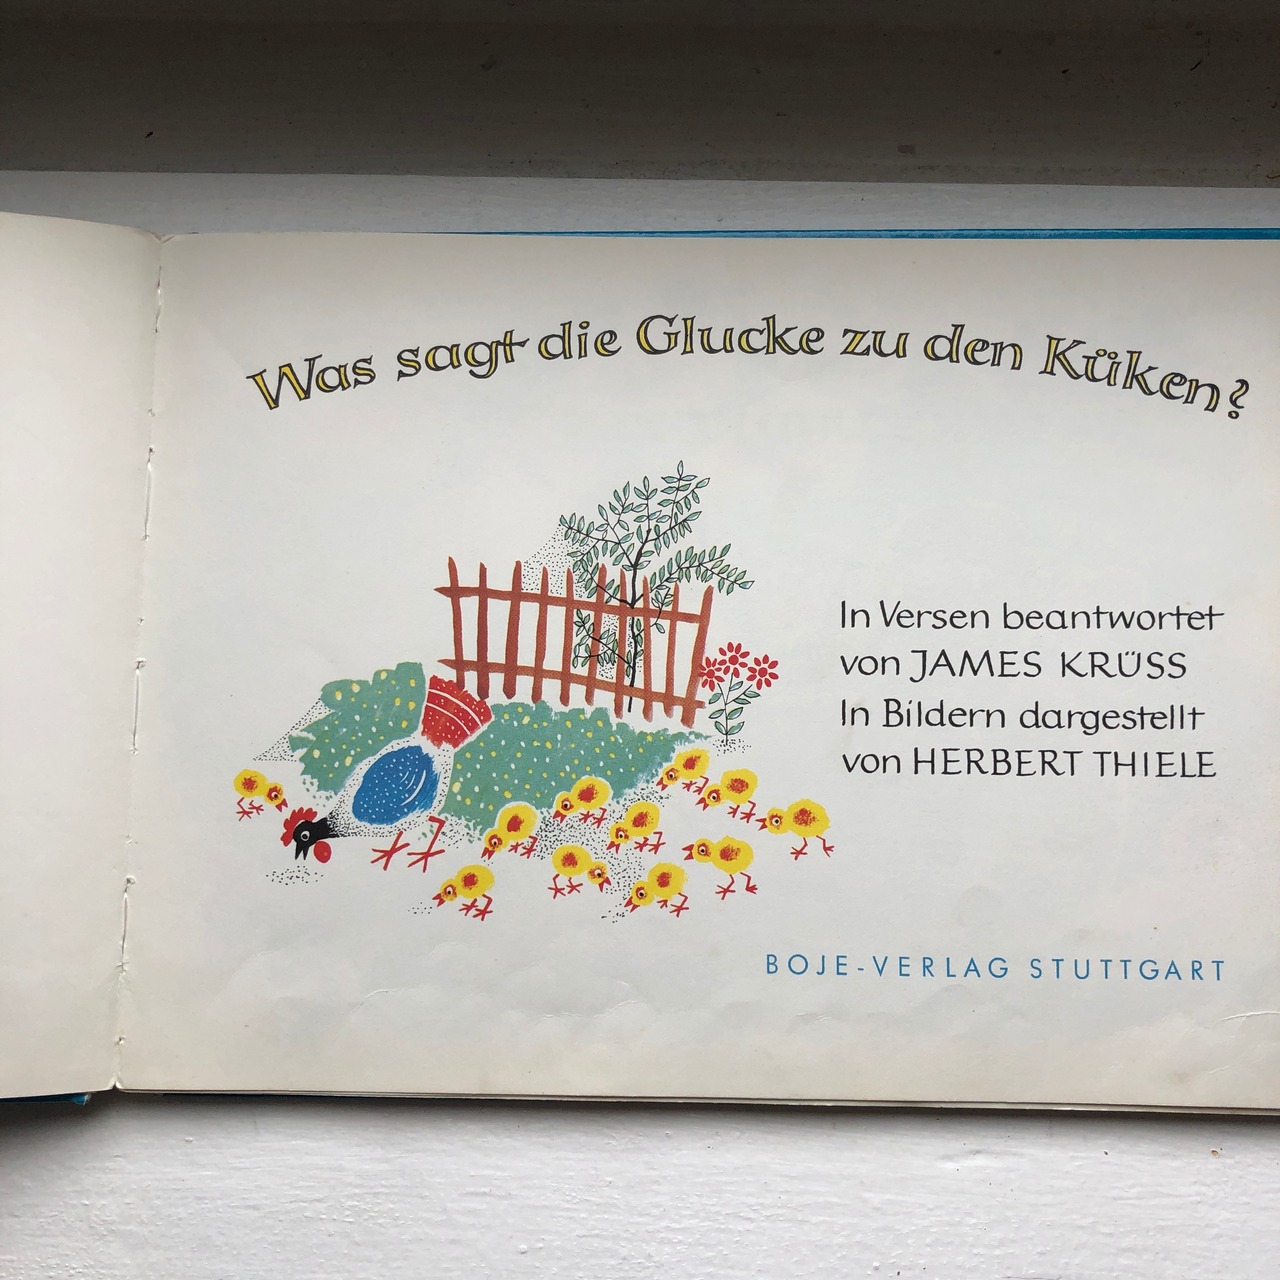 Was sagt die Glucke zu den Küken?
In Versen beantwortet
von JAMES KRÜSS
In Bildern dargestellt
von HERBERT THIELE
BOJE-VERLAG STUTTGART